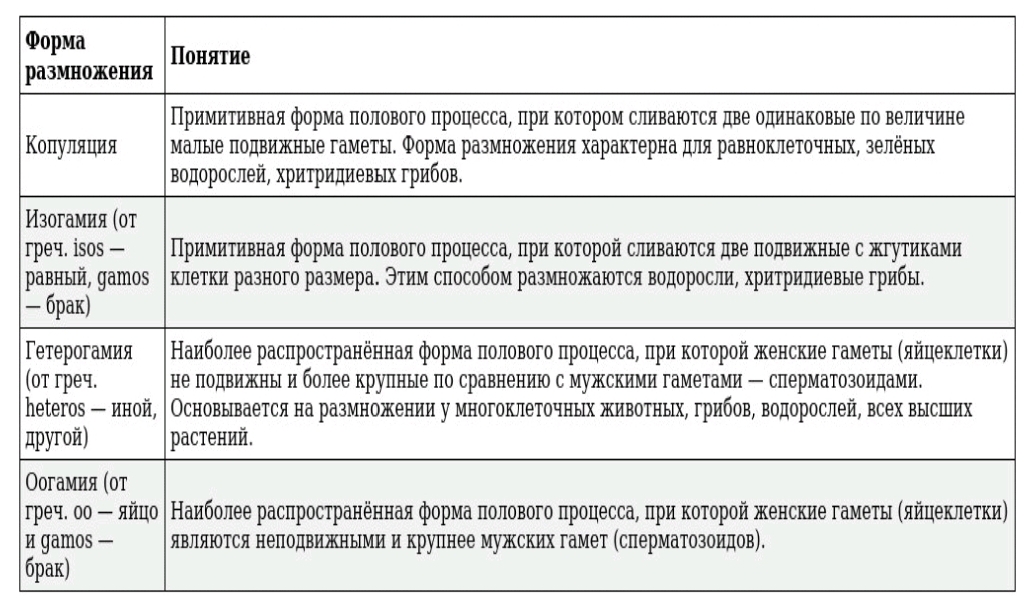 Форма
размножения
Понятие
Копуляция
Примитивная форма полового процесса, при котором сливаются две одинаковые по величине
малые подвижные гаметы. Форма размножения характерна для равноклеточных, зелёных
водорослей, хритридиевых грибов.
Изогамия (от
греч. isos —
равный, gamos
— брак)
Примитивная форма полового процесса, при которой сливаются две подвижные с жгутиками
клетки разного размера. Этим способом размножаются водоросли, хритридиевые грибы.
Гетерогамия
(от греч.
heteros — иной,
другой)
Наиболее распространённая форма полового процесса, при которой женские гаметы (яйцеклетки)
не подвижны и более крупные по сравнению с мужскими гаметами — сперматозоидами.
Основывается на размножении у многоклеточных животных, грибов, водорослей, всех высших
растений.
Оогамия (от
греч. оо — яйцо
и gamos —
брак)
Наиболее распространённая форма полового процесса, при которой женские гаметы (яйцеклетки)
являются неподвижными и крупнее мужских гамет (сперматозоидов).